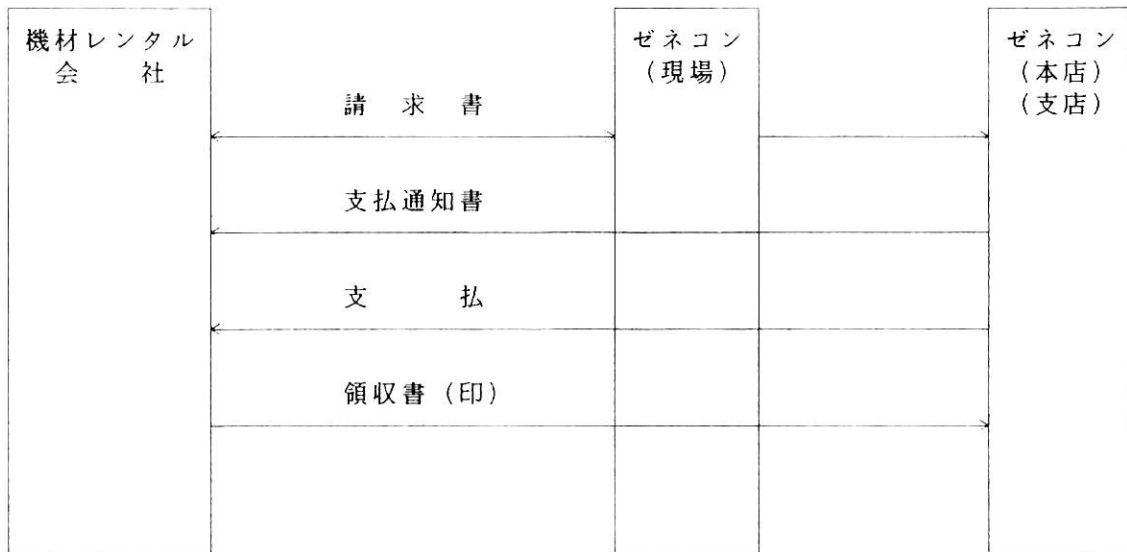 機材レンタル
会社
ゼネコン
(現場)
ゼネコン
(本店)
(支店)
請求書
支払通知書
支払
領収書(印)